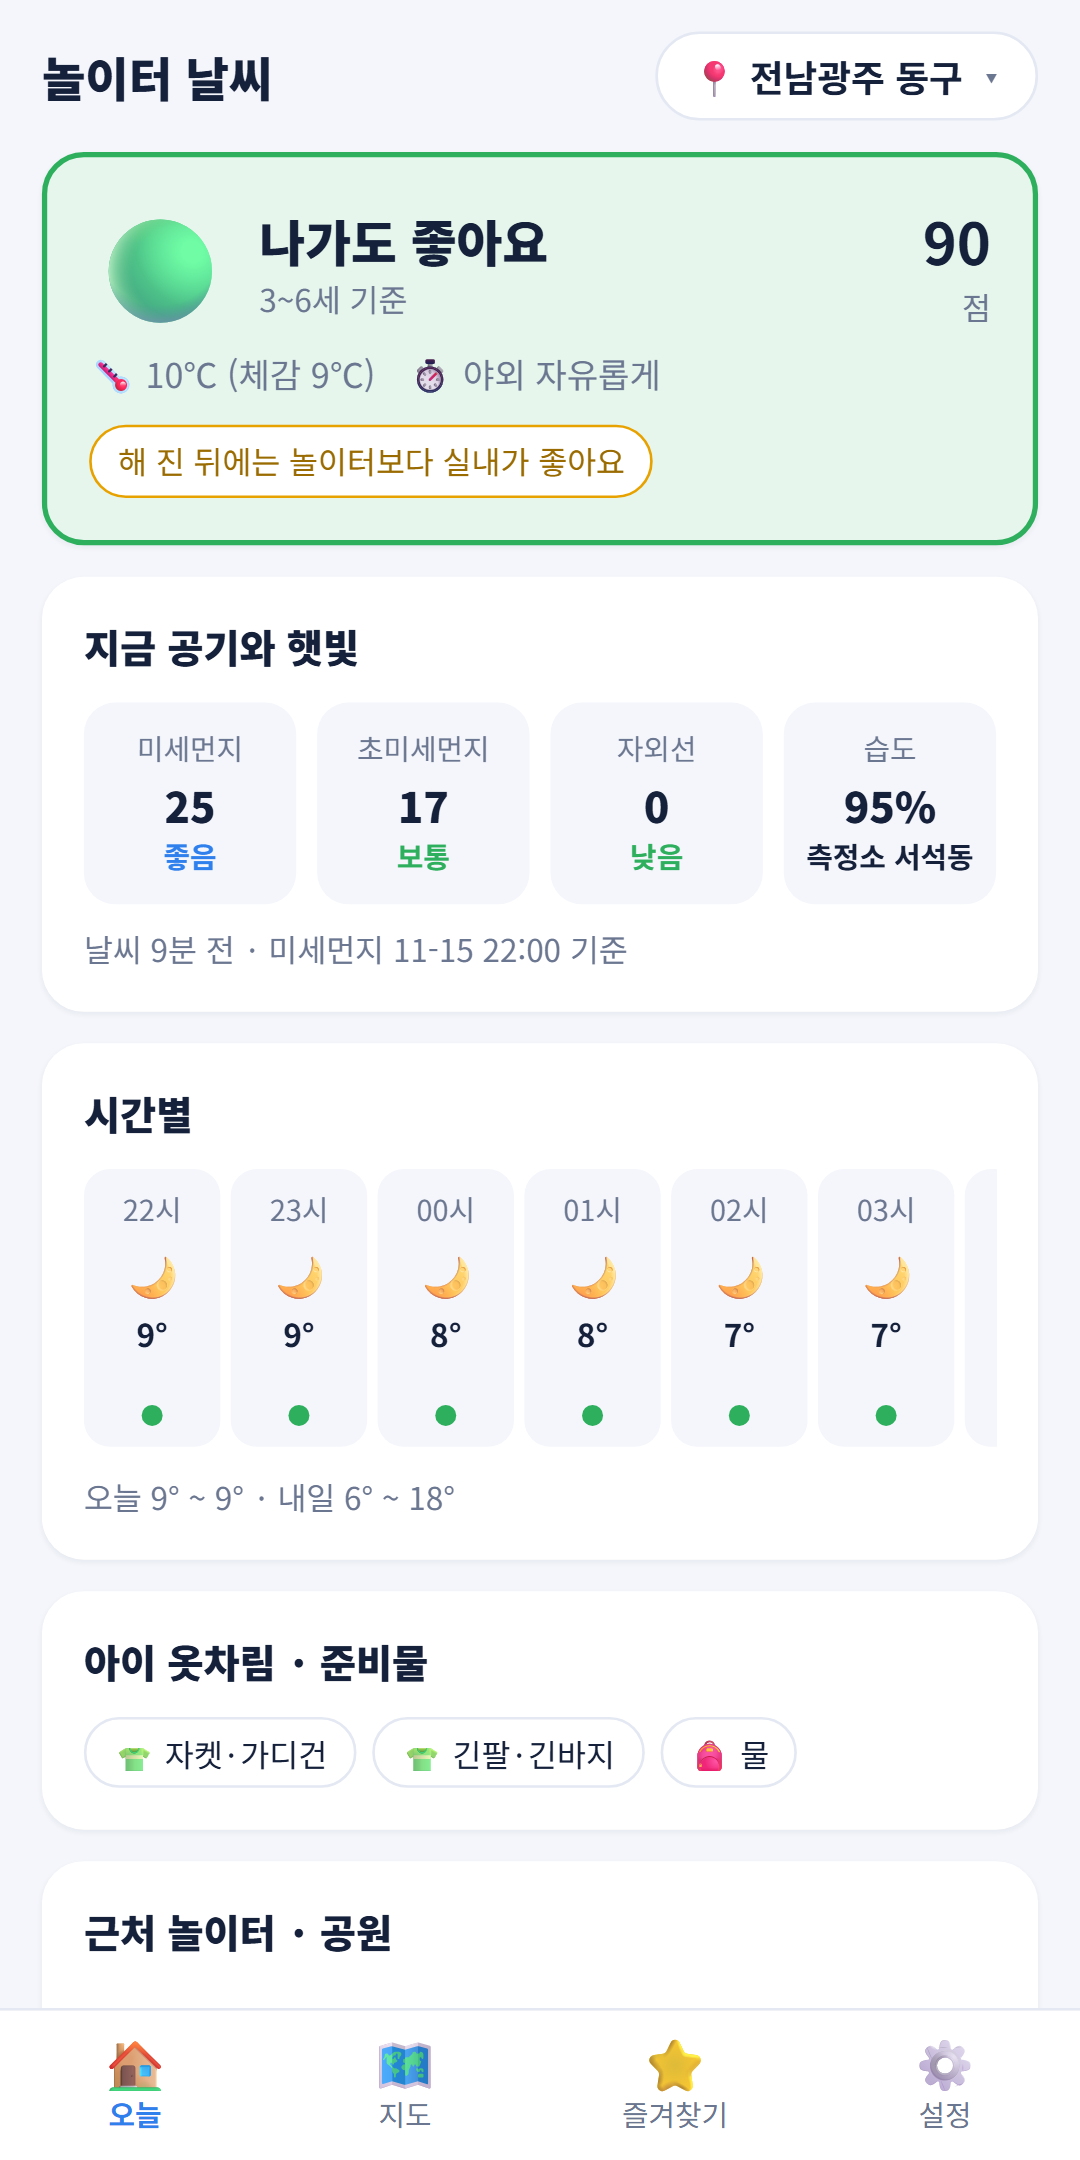 놀이터 날씨
전남광주 동구 ▼
나가도 좋아요
90
3~6세 기준
점
10°C (체감 9°C) 야외 자유롭게
해 진 뒤에는 놀이터보다 실내가 좋아요
지금 공기와 햇빛
미세먼지 초미세먼지 자외선 습도
25 17 0 95%
좋음 보통 낮음 측정소 서석동
날씨 9분 전 · 미세먼지 11-15 22:00 기준
시간별
22시 23시 00시 01시 02시 03시
9° 9° 8° 8° 7° 7°
오늘 9° ~ 9° · 내일 6° ~ 18°
아이 옷차림 · 준비물
자켓·가디건 긴팔·긴바지 물
근처 놀이터 · 공원
오늘 지도 즐겨찾기 설정